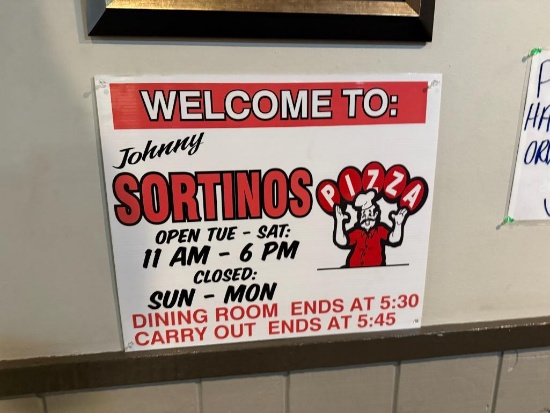 WELCOME TO:
Johnny
SORTINOS
PIZZA
OPEN TUE - SAT:
11 AM - 6 PM
CLOSED:
SUN - MON
DINING ROOM ENDS AT 5:30
CARRY OUT ENDS AT 5:45